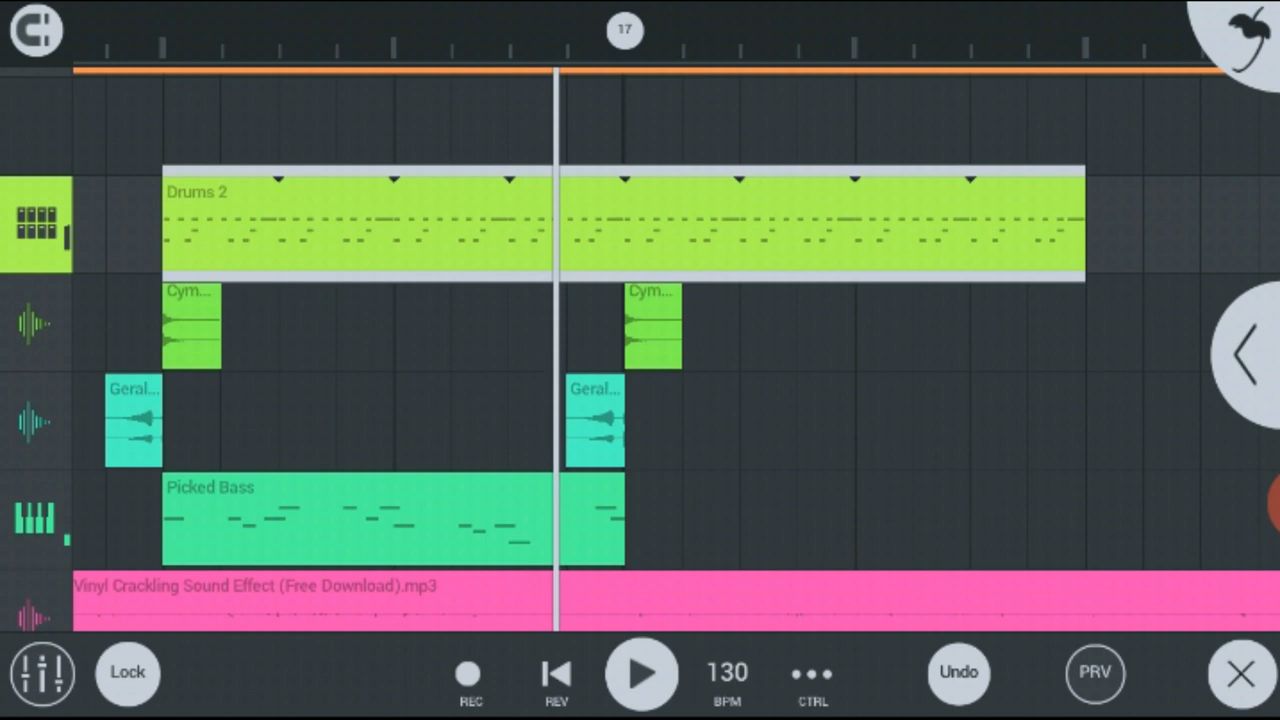 17
Drums 2
Cym...
Cym...
Geral...
Geral...
Picked Bass
Vinyl Crackling Sound Effect (Free Download).mp3
Lock
REC
REV
130
BPM
CTRL
Undo
PRV